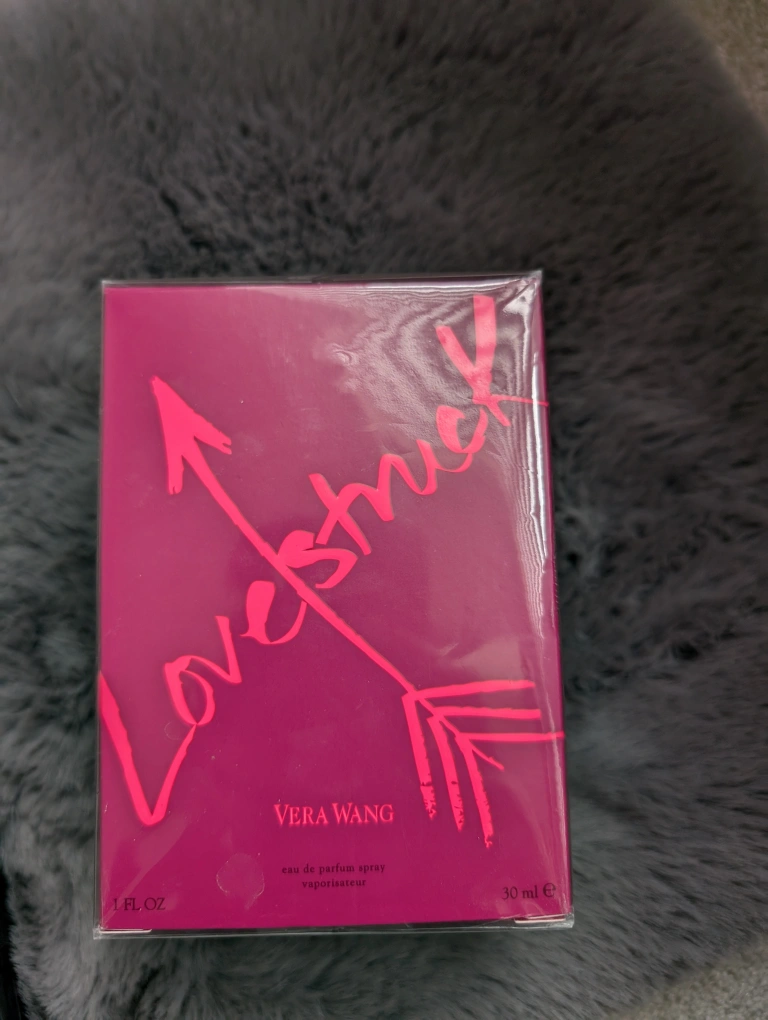 Lovestruck
VERA WANG
eau de parfum spray
vaporisateur
1 FL OZ
30 ml ℮